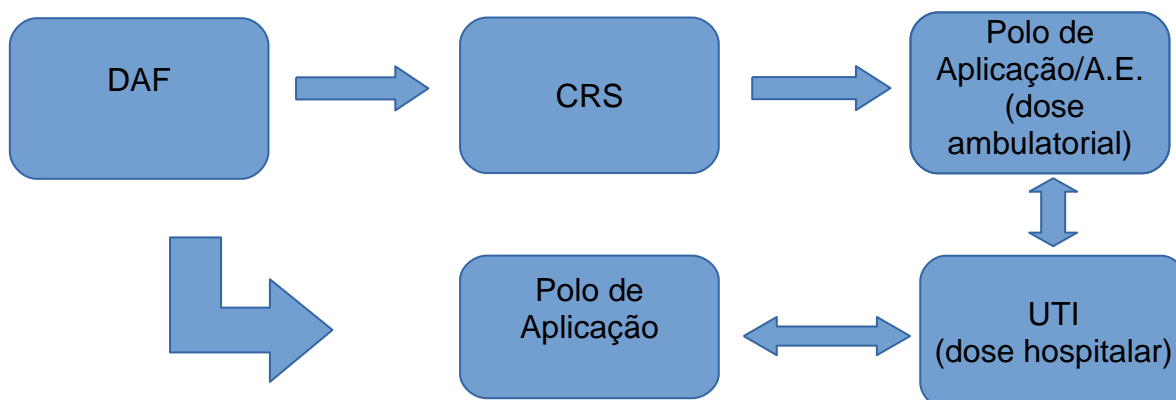 DAF
CRS
Polo de
Aplicação/A.E.
(dose
ambulatorial)
Polo de
Aplicação
UTI
(dose hospitalar)